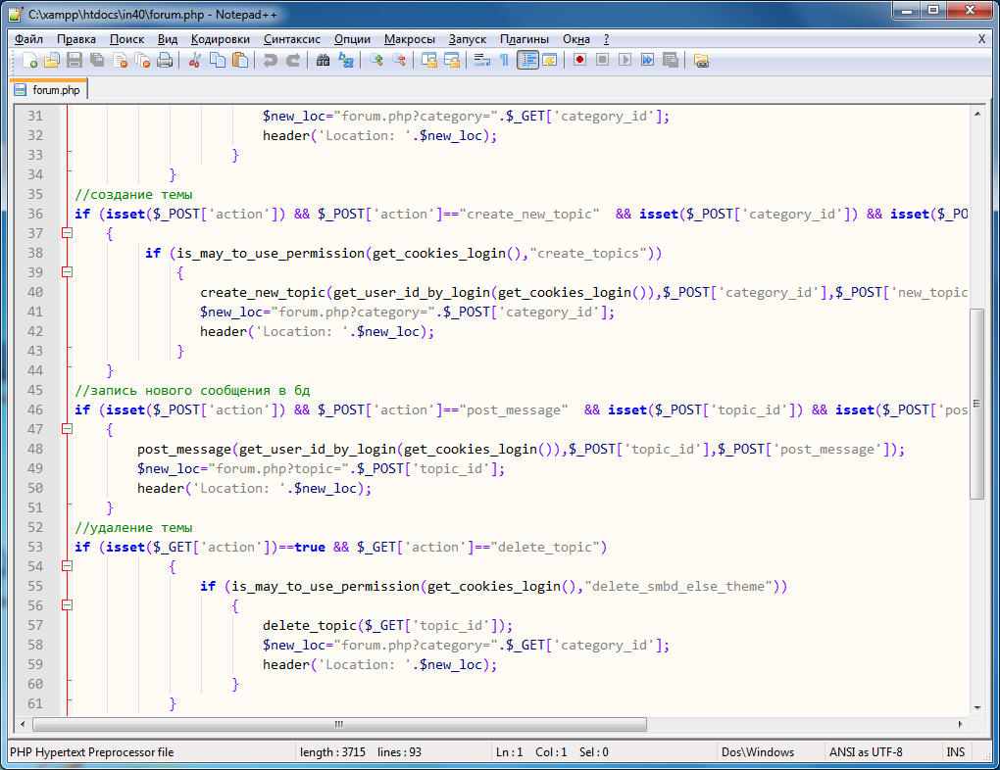 C:\xampp\htdocs\in40\forum.php - Notepad++
Файл Правка Поиск Вид Кодировки Синтаксис Опции Макросы Запуск Плагины Окна ? X
forum.php
31 $new_loc="forum.php?category=".$_GET['category_id'];
32 header('Location: '.$new_loc);
33 }
34 }
35 //создание темы
36 if (isset($_POST['action']) && $_POST['action']=="create_new_topic"  && isset($_POST['category_id']) && isset($_PO
37 {
38 if (is_may_to_use_permission(get_cookies_login(),"create_topics"))
39 {
40 create_new_topic(get_user_id_by_login(get_cookies_login()),$_POST['category_id'],$_POST['new_topic
41 $new_loc="forum.php?category=".$_POST['category_id'];
42 header('Location: '.$new_loc);
43 }
44 }
45 //запись нового сообщения в бд
46 if (isset($_POST['action']) && $_POST['action']=="post_message"  && isset($_POST['topic_id']) && isset($_POST['pos
47 {
48 post_message(get_user_id_by_login(get_cookies_login()),$_POST['topic_id'],$_POST['post_message']);
49 $new_loc="forum.php?topic=".$_POST['topic_id'];
50 header('Location: '.$new_loc);
51 }
52 //удаление темы
53 if (isset($_GET['action'])==true && $_GET['action']=="delete_topic")
54 {
55 if (is_may_to_use_permission(get_cookies_login(),"delete_smbd_else_theme"))
56 {
57 delete_topic($_GET['topic_id']);
58 $new_loc="forum.php?category=".$_GET['category_id'];
59 header('Location: '.$new_loc);
60 }
61 }
PHP Hypertext Preprocessor file length : 3715 lines : 93 Ln : 1 Col : 1 Sel : 0 Dos\Windows ANSI as UTF-8 INS